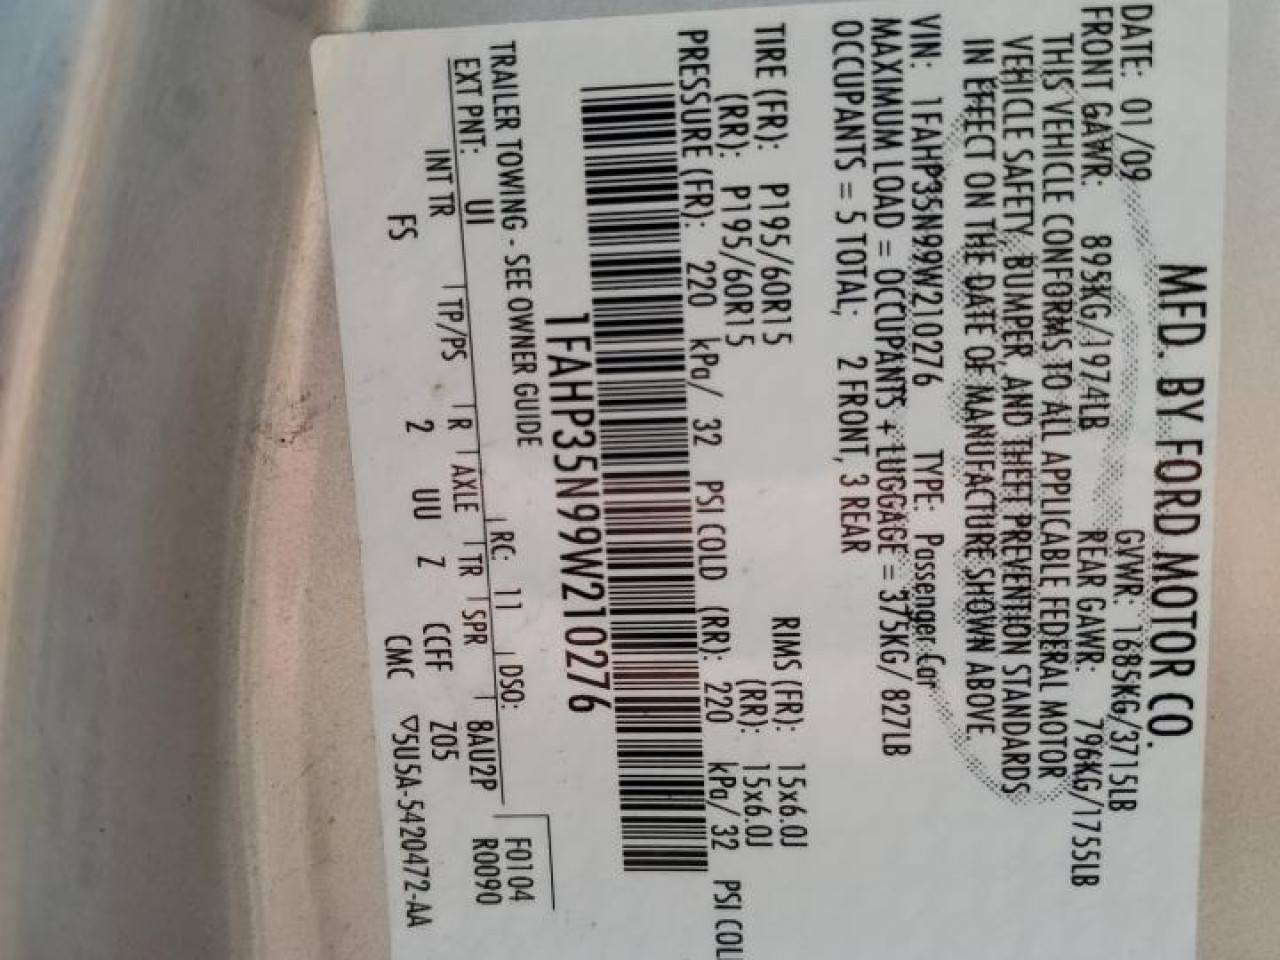 MFD. BY FORD MOTOR CO.
DATE: 01/09 GVWR: 1685KG/3715LB
FRONT GAWR: 895KG/1974LB REAR GAWR: 796KG/1755LB
THIS VEHICLE CONFORMS TO ALL APPLICABLE FEDERAL MOTOR
VEHICLE SAFETY, BUMPER, AND THEFT PREVENTION STANDARDS
IN EFFECT ON THE DATE OF MANUFACTURE SHOWN ABOVE.
VIN: 1FAHP35N99W210276 TYPE: Passenger Car
MAXIMUM LOAD = OCCUPANTS + LUGGAGE = 375KG/ 827LB
OCCUPANTS = 5 TOTAL; 2 FRONT, 3 REAR
TIRE (FR): P195/60R15 RIMS (FR): 15x6.0J
(RR): P195/60R15 (RR): 15x6.0J
PRESSURE (FR): 220 kPa/ 32 PSI COLD (RR): 220 kPa/ 32 PSI COL
1FAHP35N99W210276
TRAILER TOWING - SEE OWNER GUIDE
EXT PNT: UI RC: 11 DSO: F0104
INT TR TP/PS R AXLE TR SPR 8AU2P R0090
FS 2 UU Z CCFF Z05
CMC ▽5U5A-5420472-AA